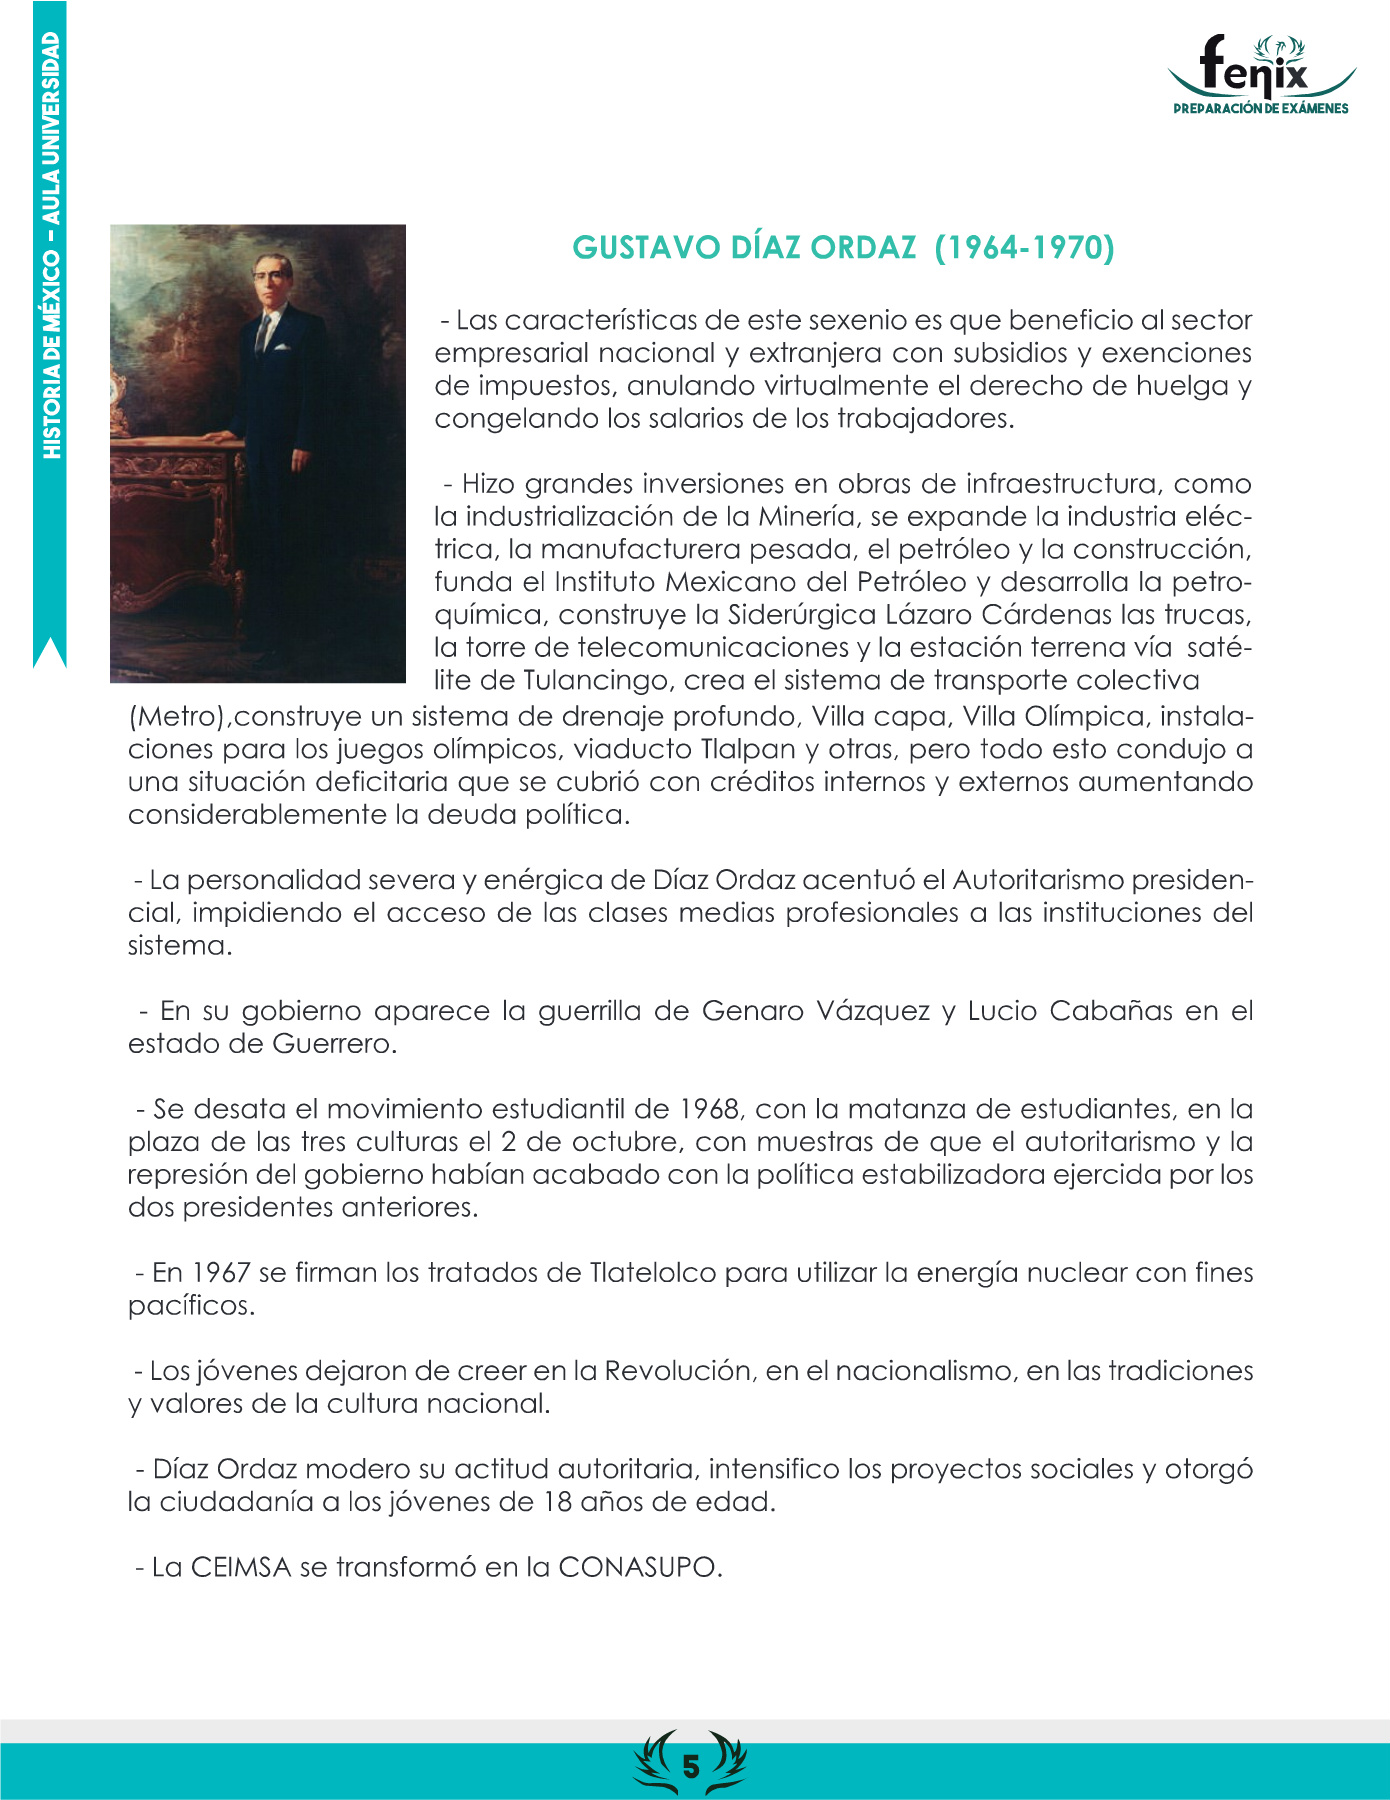 HISTORIA DE MÉXICO - AULA UNIVERSIDAD
fenix
PREPARACIÓN DE EXÁMENES
GUSTAVO DÍAZ ORDAZ (1964-1970)
- Las características de este sexenio es que beneficio al sector
empresarial nacional y extranjera con subsidios y exenciones
de impuestos, anulando virtualmente el derecho de huelga y
congelando los salarios de los trabajadores.
- Hizo grandes inversiones en obras de infraestructura, como
la industrialización de la Minería, se expande la industria eléc-
trica, la manufacturera pesada, el petróleo y la construcción,
funda el Instituto Mexicano del Petróleo y desarrolla la petro-
química, construye la Siderúrgica Lázaro Cárdenas las trucas,
la torre de telecomunicaciones y la estación terrena vía saté-
lite de Tulancingo, crea el sistema de transporte colectiva
(Metro),construye un sistema de drenaje profundo, Villa capa, Villa Olímpica, instala-
ciones para los juegos olímpicos, viaducto Tlalpan y otras, pero todo esto condujo a
una situación deficitaria que se cubrió con créditos internos y externos aumentando
considerablemente la deuda política.
- La personalidad severa y enérgica de Díaz Ordaz acentuó el Autoritarismo presiden-
cial, impidiendo el acceso de las clases medias profesionales a las instituciones del
sistema.
- En su gobierno aparece la guerrilla de Genaro Vázquez y Lucio Cabañas en el
estado de Guerrero.
- Se desata el movimiento estudiantil de 1968, con la matanza de estudiantes, en la
plaza de las tres culturas el 2 de octubre, con muestras de que el autoritarismo y la
represión del gobierno habían acabado con la política estabilizadora ejercida por los
dos presidentes anteriores.
- En 1967 se firman los tratados de Tlatelolco para utilizar la energía nuclear con fines
pacíficos.
- Los jóvenes dejaron de creer en la Revolución, en el nacionalismo, en las tradiciones
y valores de la cultura nacional.
- Díaz Ordaz modero su actitud autoritaria, intensifico los proyectos sociales y otorgó
la ciudadanía a los jóvenes de 18 años de edad.
- La CEIMSA se transformó en la CONASUPO.
5